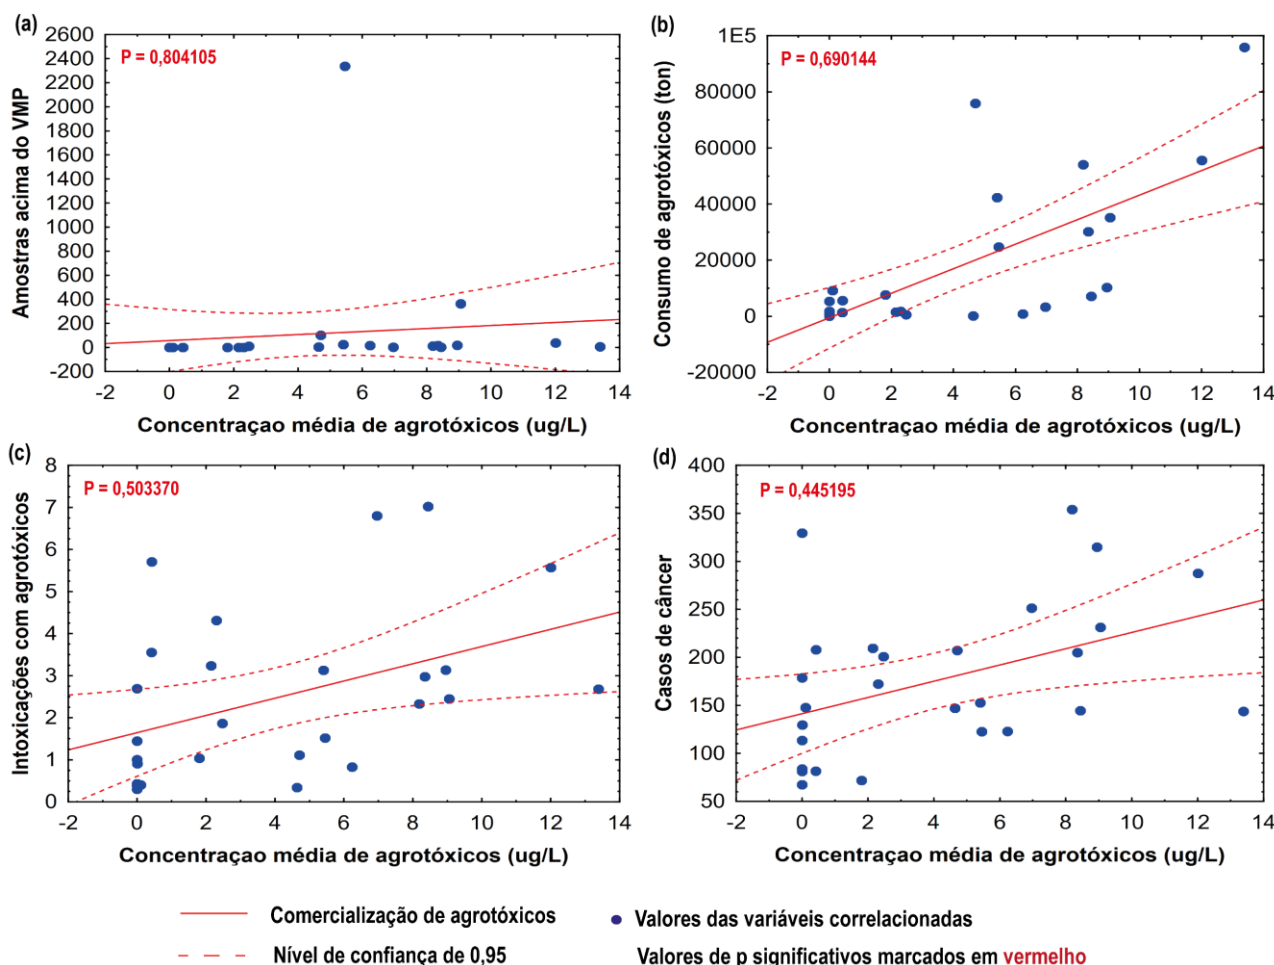 (a)
P = 0,804105
Amostras acima do VMP
2600
2400
2200
2000
1800
1600
1400
1200
1000
800
600
400
200
0
-200
-2 0 2 4 6 8 10 12 14
Concentraçao média de agrotóxicos (ug/L)
(b)
P = 0,690144
Consumo de agrotóxicos (ton)
1E5
80000
60000
40000
20000
0
-20000
-2 0 2 4 6 8 10 12 14
Concentraçao média de agrotóxicos (ug/L)
(c)
P = 0,503370
Intoxicações com agrotóxicos
8
7
6
5
4
3
2
1
0
-2 0 2 4 6 8 10 12 14
Concentraçao média de agrotóxicos (ug/L)
(d)
P = 0,445195
Casos de câncer
400
350
300
250
200
150
100
50
-2 0 2 4 6 8 10 12 14
Concentraçao média de agrotóxicos (ug/L)
Comercialização de agrotóxicos
Valores das variáveis correlacionadas
Nível de confiança de 0,95
Valores de p significativos marcados em vermelho